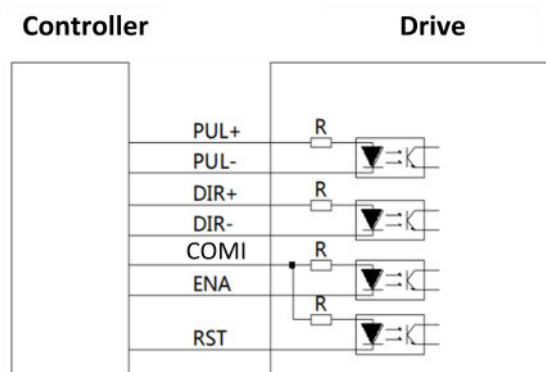 Controller Drive
PUL+ R
PUL-
DIR+ R
DIR-
COMI R
ENA
R
RST